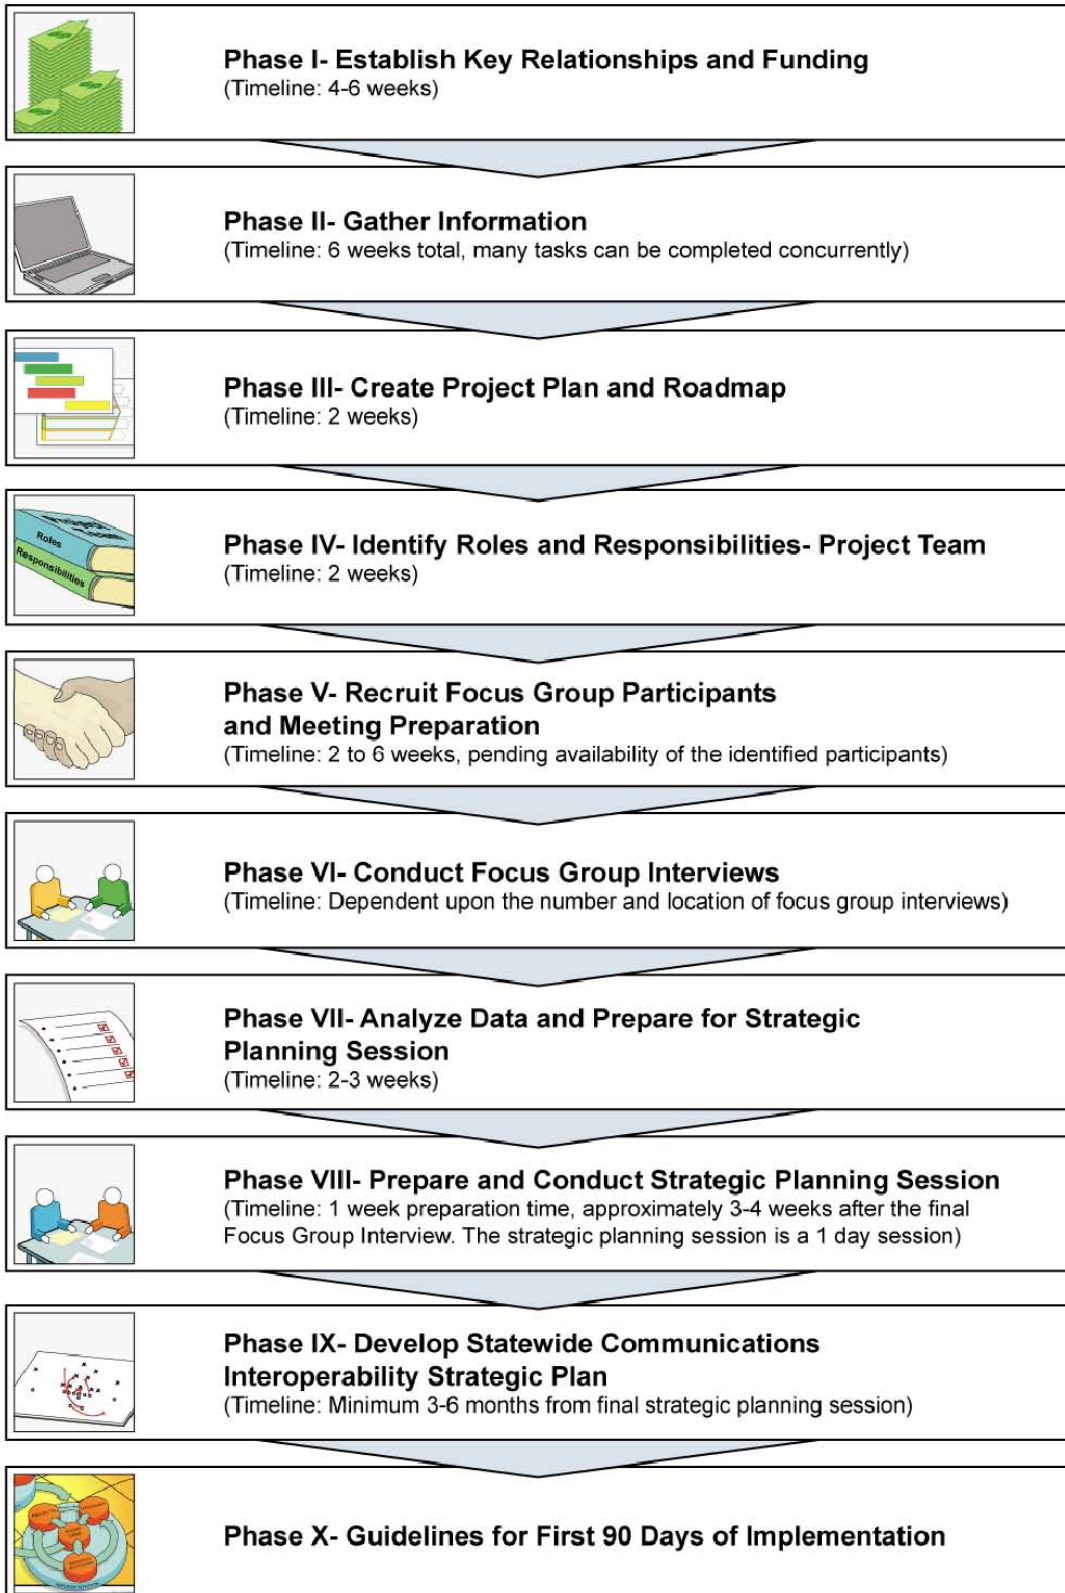 Phase I- Establish Key Relationships and Funding
(Timeline: 4-6 weeks)
Phase II- Gather Information
(Timeline: 6 weeks total, many tasks can be completed concurrently)
Phase III- Create Project Plan and Roadmap
(Timeline: 2 weeks)
Roles
Responsibilities
Phase IV- Identify Roles and Responsibilities- Project Team
(Timeline: 2 weeks)
Phase V- Recruit Focus Group Participants
and Meeting Preparation
(Timeline: 2 to 6 weeks, pending availability of the identified participants)
Phase VI- Conduct Focus Group Interviews
(Timeline: Dependent upon the number and location of focus group interviews)
Phase VII- Analyze Data and Prepare for Strategic
Planning Session
(Timeline: 2-3 weeks)
Phase VIII- Prepare and Conduct Strategic Planning Session
(Timeline: 1 week preparation time, approximately 3-4 weeks after the final
Focus Group Interview. The strategic planning session is a 1 day session)
Phase IX- Develop Statewide Communications
Interoperability Strategic Plan
(Timeline: Minimum 3-6 months from final strategic planning session)
Phase X- Guidelines for First 90 Days of Implementation